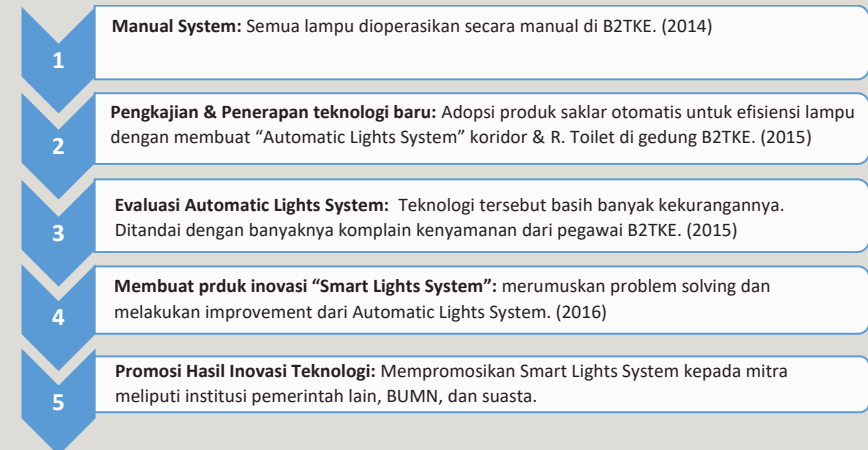 1
Manual System: Semua lampu dioperasikan secara manual di B2TKE. (2014)
2
Pengkajian & Penerapan teknologi baru: Adopsi produk saklar otomatis untuk efisiensi lampu
dengan membuat “Automatic Lights System” koridor & R. Toilet di gedung B2TKE. (2015)
3
Evaluasi Automatic Lights System: Teknologi tersebut basih banyak kekurangannya.
Ditandai dengan banyaknya komplain kenyamanan dari pegawai B2TKE. (2015)
4
Membuat prduk inovasi “Smart Lights System”: merumuskan problem solving dan
melakukan improvement dari Automatic Lights System. (2016)
5
Promosi Hasil Inovasi Teknologi: Mempromosikan Smart Lights System kepada mitra
meliputi institusi pemerintah lain, BUMN, dan suasta.